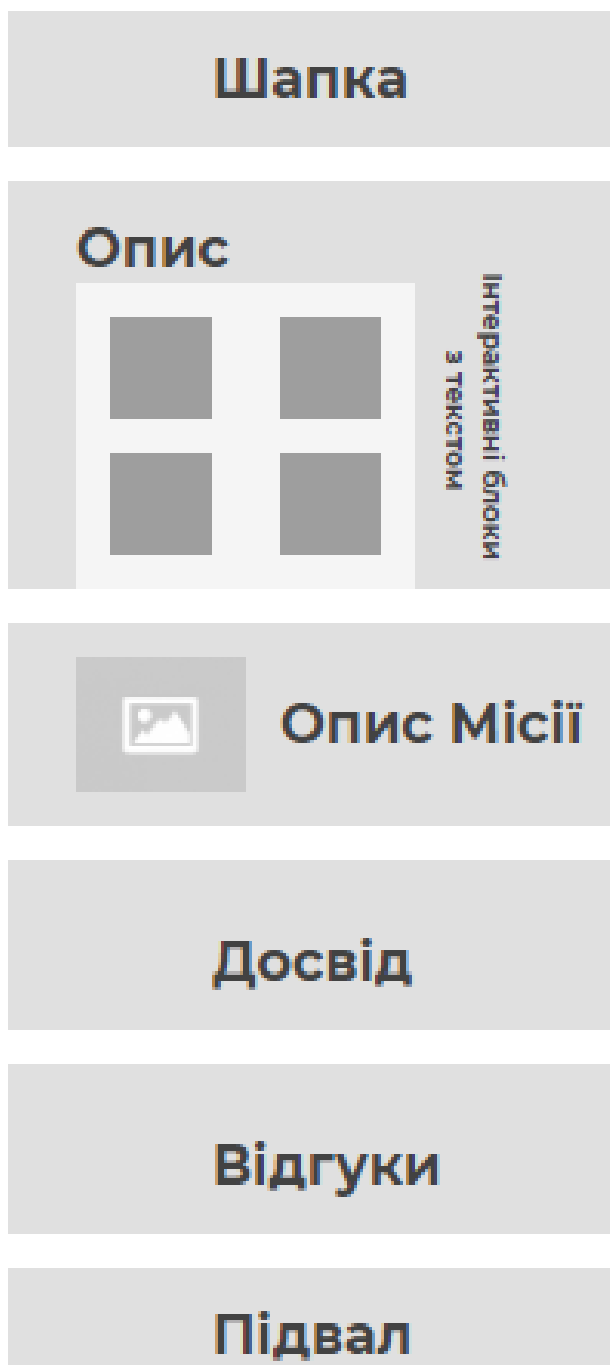 Шапка
Опис
Інтерактивні блоки
з текстом
Опис Місії
Досвід
Відгуки
Підвал